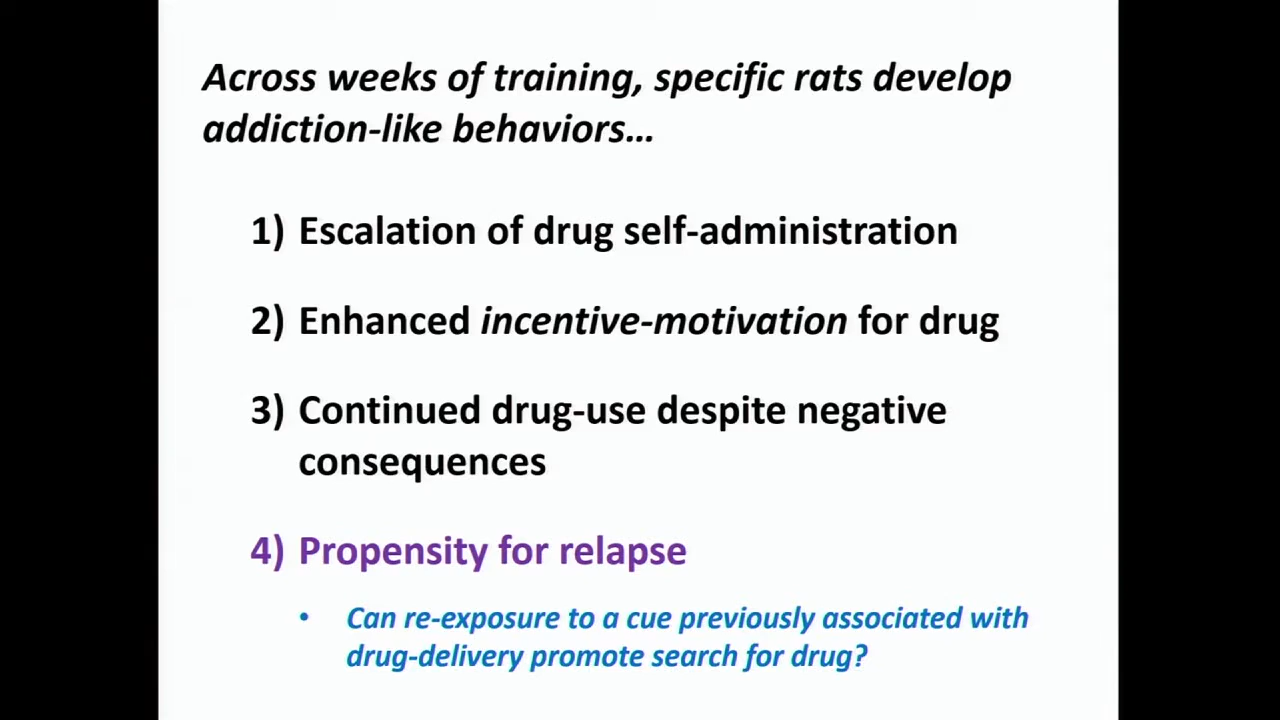 Across weeks of training, specific rats develop
addiction-like behaviors…
1) Escalation of drug self-administration
2) Enhanced incentive-motivation for drug
3) Continued drug-use despite negative
consequences
4) Propensity for relapse
• Can re-exposure to a cue previously associated with
drug-delivery promote search for drug?